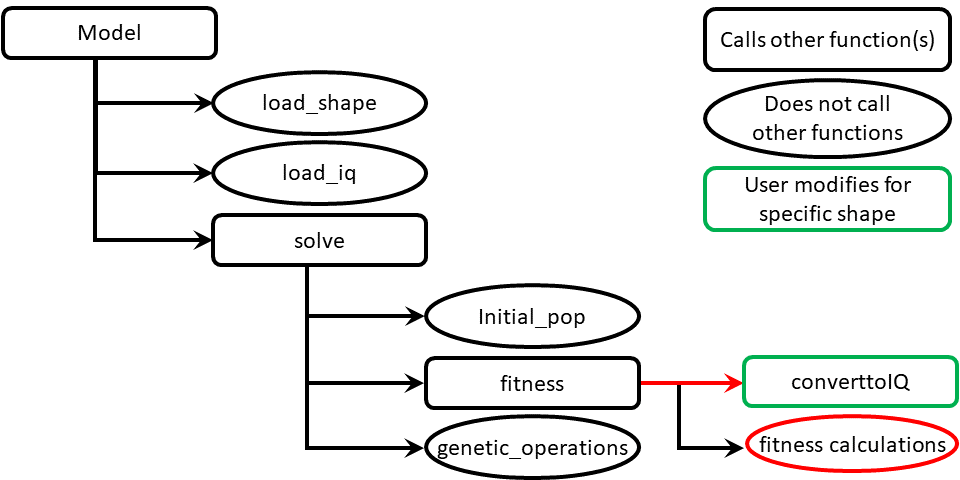 Model
load_shape
load_iq
solve
Initial_pop
fitness
genetic_operations
converttoIQ
fitness calculations
Calls other function(s)
Does not call
other functions
User modifies for
specific shape